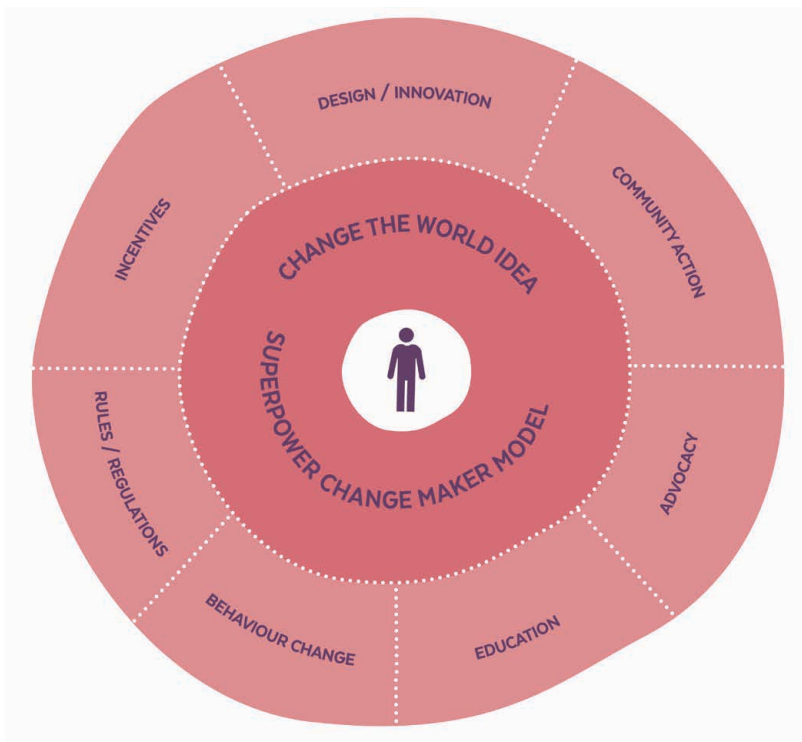 DESIGN / INNOVATION
COMMUNITY ACTION
ADVOCACY
EDUCATION
BEHAVIOUR CHANGE
RULES / REGULATIONS
INCENTIVES
CHANGE THE WORLD IDEA
SUPERPOWER CHANGE MAKER MODEL